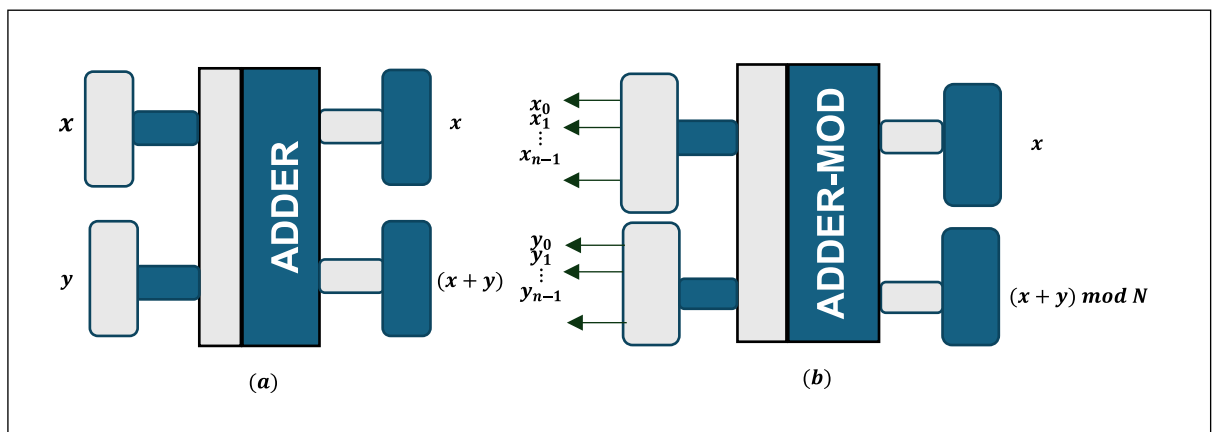 x
ADDER
x
y
(x + y)
(a)
x₀
x₁
⋮
xₙ₋₁
ADDER-MOD
x
y₀
y₁
⋮
yₙ₋₁
(x + y) mod N
(b)